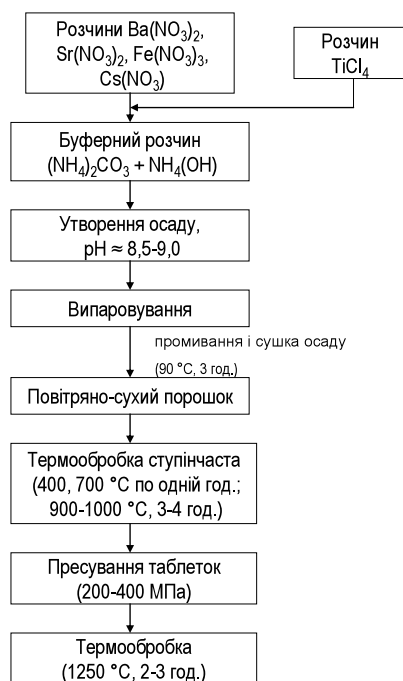 Розчини Ba(NO₃)₂,
Sr(NO₃)₂, Fe(NO₃)₃,
Cs(NO₃)
Розчин
TiCl₄
Буферний розчин
(NH₄)₂CO₃ + NH₄(OH)
Утворення осаду,
pH ≈ 8,5-9,0
Випаровування
промивання і сушка осаду
(90 °C, 3 год.)
Повітряно-сухий порошок
Термообробка ступінчаста
(400, 700 °C по одній год.;
900-1000 °C, 3-4 год.)
Пресування таблеток
(200-400 МПа)
Термообробка
(1250 °C, 2-3 год.)